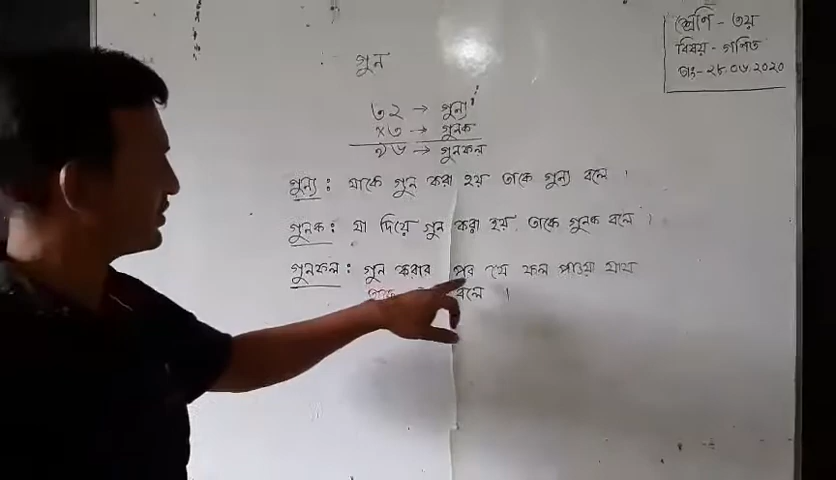 গুন
শ্রেণি - ৩য়
বিষয় - গণিত
তাং - ২৮.০৬.২০২০
৩২ → গুন্য
×৩ → গুনক
৯৬ → গুনফল
গুন্য : যাকে গুন করা হয় তাকে গুন্য বলে ।
গুনক : যা দিয়ে গুন করা হয়, তাকে গুনক বলে ।
গুনফল : গুন করার পর যে ফল পাওয়া যায়
বলে ।